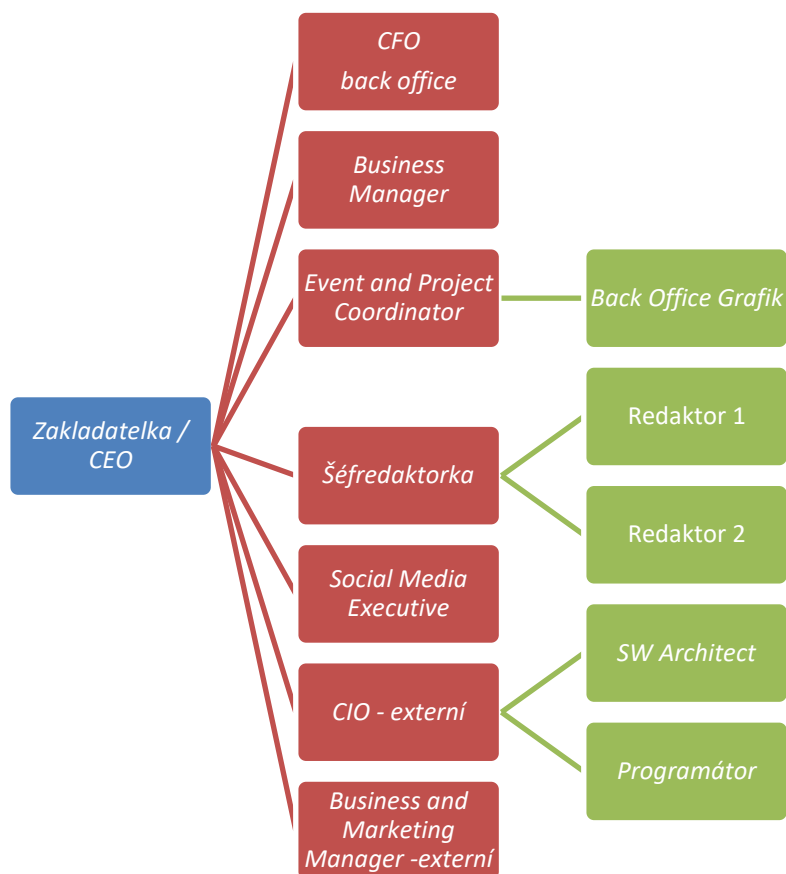 CFO
back office
Business
Manager
Event and Project
Coordinator
Back Office Grafik
Redaktor 1
Zakladatelka /
CEO
Šéfredaktorka
Redaktor 2
Social Media
Executive
SW Architect
CIO - externí
Programátor
Business and
Marketing
Manager -externí